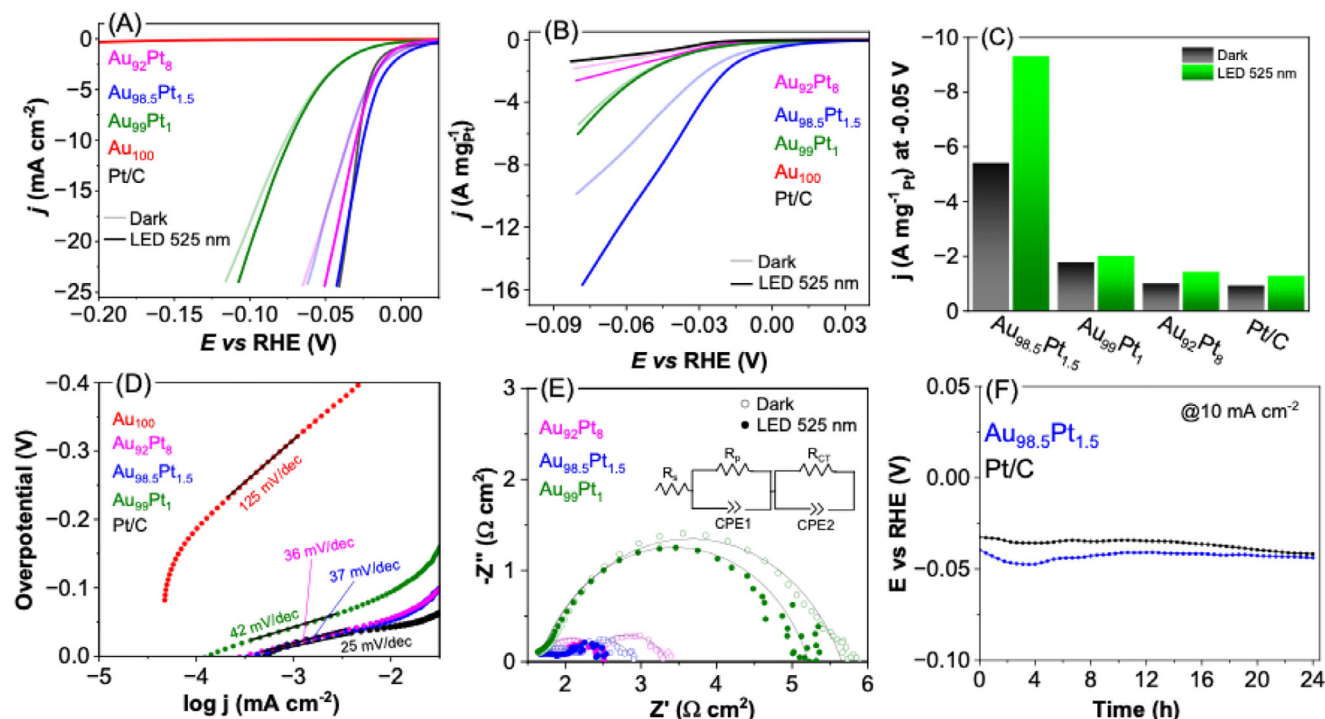 (A)
0
−5
−10
−15
−20
−25
j (mA cm⁻²)
Au₉₂Pt₈
Au₉₈.₅Pt₁.₅
Au₉₉Pt₁
Au₁₀₀
Pt/C
Dark
LED 525 nm
−0.20
−0.15
−0.10
−0.05
0.00
E vs RHE (V)
(B)
0
−4
−8
−12
−16
j (A mg⁻¹Pt)
Au₉₂Pt₈
Au₉₈.₅Pt₁.₅
Au₉₉Pt₁
Au₁₀₀
Pt/C
Dark
LED 525 nm
−0.09
−0.06
−0.03
0.00
0.03
E vs RHE (V)
(C)
−10
−8
−6
−4
−2
0
j (A mg⁻¹Pt) at -0.05 V
Dark
LED 525 nm
Au₉₈.₅Pt₁.₅
Au₉₉Pt₁
Au₉₂Pt₈
Pt/C
(D)
−0.4
−0.3
−0.2
−0.1
0.0
Overpotential (V)
Au₁₀₀
Au₉₂Pt₈
Au₉₈.₅Pt₁.₅
Au₉₉Pt₁
Pt/C
125 mV/dec
36 mV/dec
37 mV/dec
42 mV/dec
25 mV/dec
−5
−4
−3
−2
log j (mA cm⁻²)
(E)
3
2
1
0
-Z'' (Ω cm²)
Au₉₂Pt₈
Au₉₈.₅Pt₁.₅
Au₉₉Pt₁
Dark
LED 525 nm
Rs
Rp
RCT
CPE1
CPE2
2
3
4
5
6
Z' (Ω cm²)
(F)
@10 mA cm⁻²
0.05
0.00
−0.05
−0.10
E vs RHE (V)
Au₉₈.₅Pt₁.₅
Pt/C
0
4
8
12
16
20
24
Time (h)